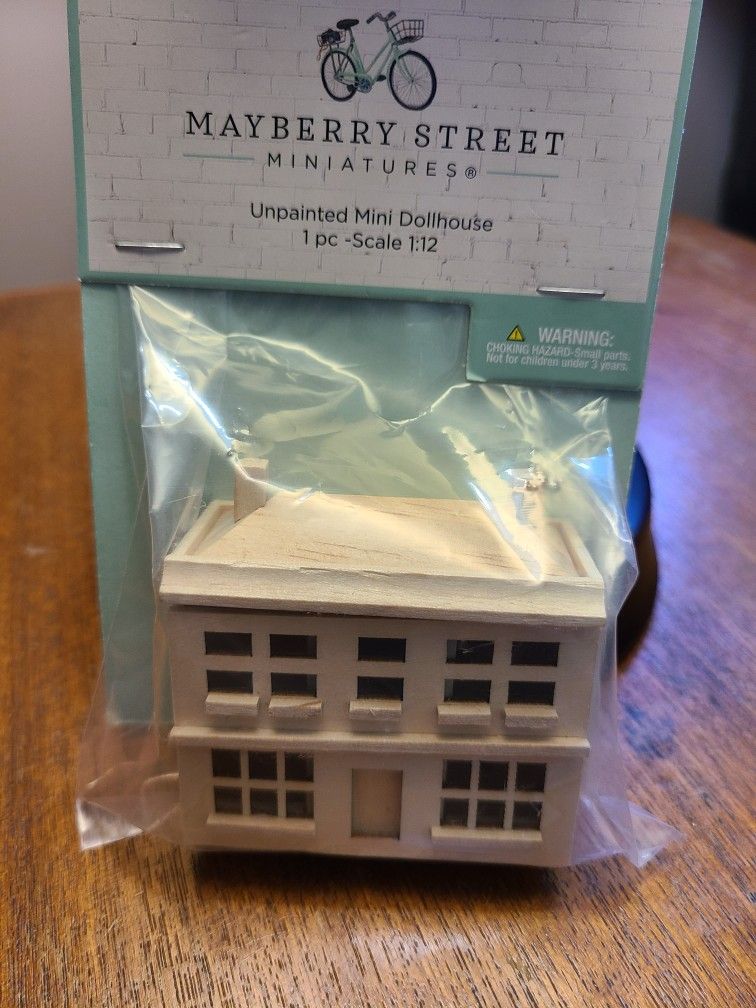 MAYBERRY STREET
MINIATURES®
Unpainted Mini Dollhouse
1 pc -Scale 1:12
WARNING:
CHOKING HAZARD-Small parts.
Not for children under 3 years.